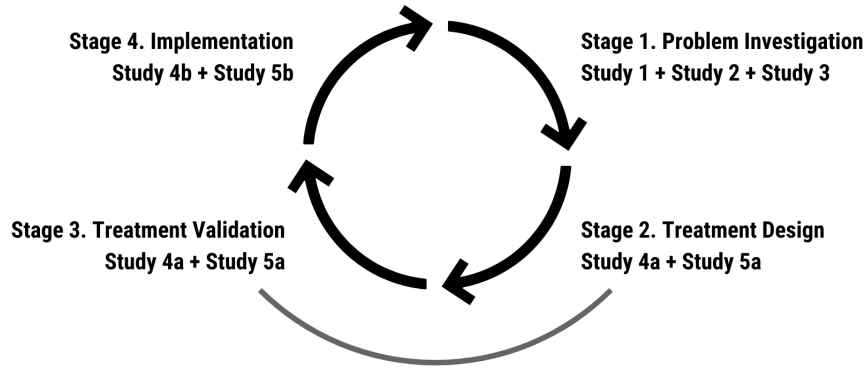 Stage 4. Implementation
Study 4b + Study 5b
Stage 1. Problem Investigation
Study 1 + Study 2 + Study 3
Stage 3. Treatment Validation
Study 4a + Study 5a
Stage 2. Treatment Design
Study 4a + Study 5a